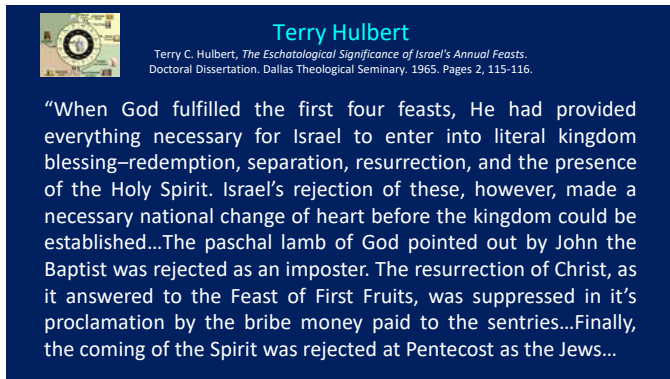 Terry Hulbert
Terry C. Hulbert, The Eschatological Significance of Israel's Annual Feasts.
Doctoral Dissertation. Dallas Theological Seminary. 1965. Pages 2, 115-116.
“When God fulfilled the first four feasts, He had provided
everything necessary for Israel to enter into literal kingdom
blessing–redemption, separation, resurrection, and the presence
of the Holy Spirit. Israel’s rejection of these, however, made a
necessary national change of heart before the kingdom could be
established…The paschal lamb of God pointed out by John the
Baptist was rejected as an imposter. The resurrection of Christ, as
it answered to the Feast of First Fruits, was suppressed in it’s
proclamation by the bribe money paid to the sentries…Finally,
the coming of the Spirit was rejected at Pentecost as the Jews…